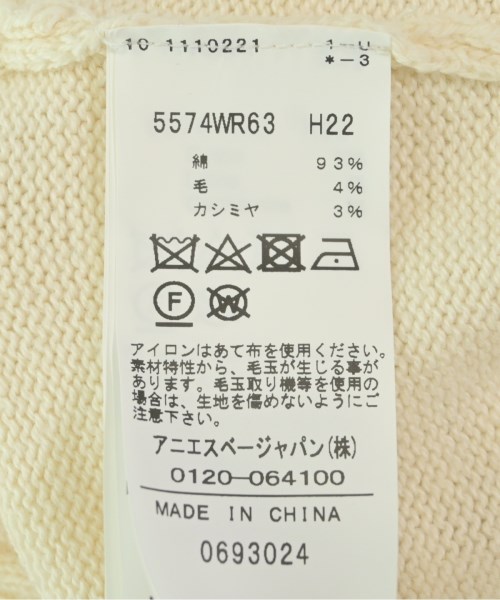 10 1110221 1-0
*-3
5574WR63 H22
綿 93%
毛 4%
カシミヤ 3%
F W
アイロンはあて布を使用ください。
素材特性から、毛玉が生じる事が
あります。毛玉取り機等を使用の
場合は、生地を傷めないようにご
注意下さい。
アニエスベージャパン(株)
0120-064100
MADE IN CHINA
0693024